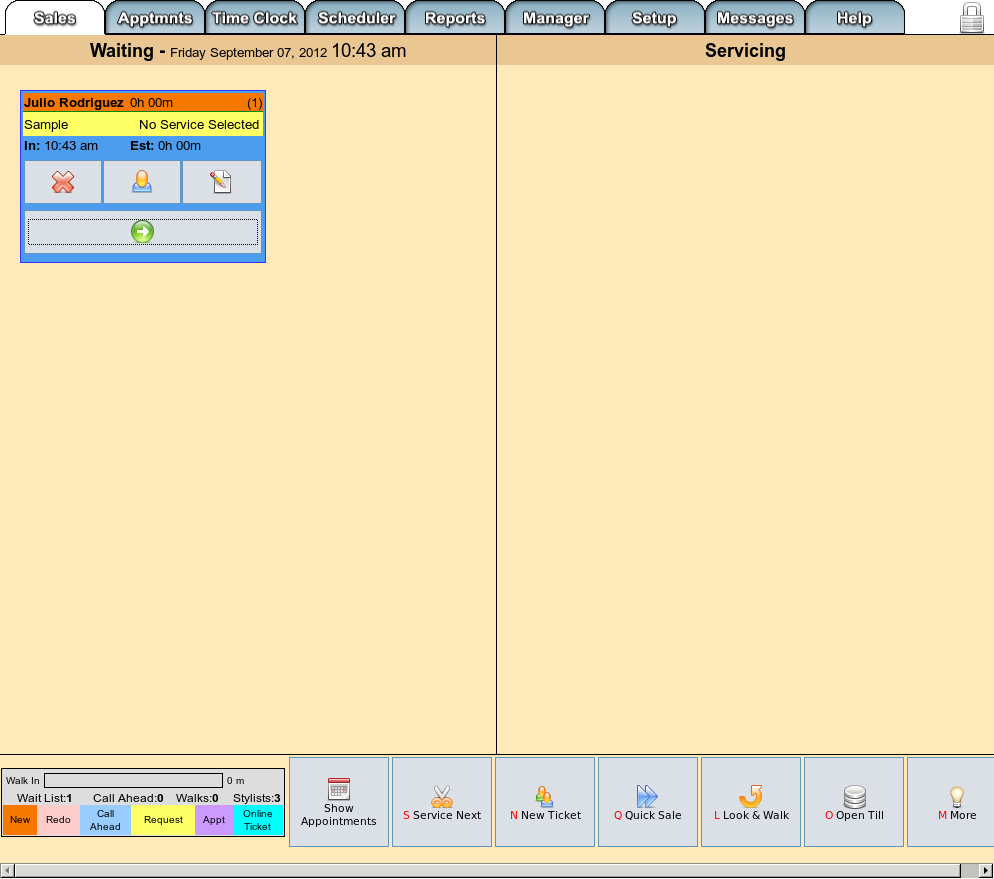 Sales Apptmnts Time Clock Scheduler Reports Manager Setup Messages Help
Waiting - Friday September 07, 2012 10:43 am
Servicing
Julio Rodriguez 0h 00m (1)
Sample No Service Selected
In: 10:43 am Est: 0h 00m
Walk In 0 m
Wait List:1 Call Ahead:0 Walks:0 Stylists:3
New Redo Call Ahead Request Appt Online Ticket
Show
Appointments
S Service Next
N New Ticket
Q Quick Sale
L Look & Walk
O Open Till
M More